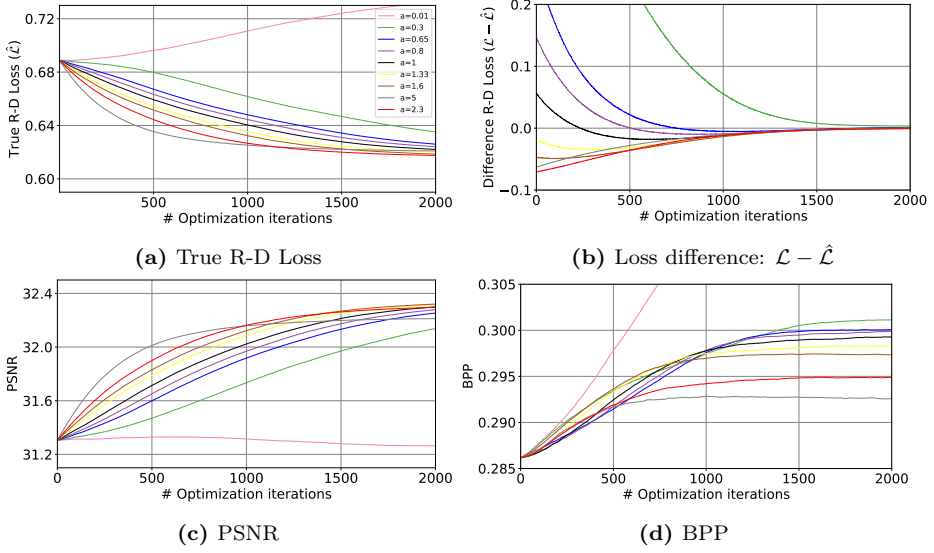 True R-D Loss (ℒ̂)
0.72
0.68
0.64
0.60
a=0.01
a=0.3
a=0.65
a=0.8
a=1
a=1.33
a=1.6
a=5
a=2.3
500 1000 1500 2000
# Optimization iterations
(a) True R-D Loss
Difference R-D Loss (ℒ − ℒ̂)
0.2
0.1
0.0
−0.1
0 500 1000 1500 2000
# Optimization iterations
(b) Loss difference: ℒ − ℒ̂
PSNR
32.4
32.0
31.6
31.2
0 500 1000 1500 2000
# Optimization iterations
(c) PSNR
BPP
0.305
0.300
0.295
0.290
0.285
0 500 1000 1500 2000
# Optimization iterations
(d) BPP